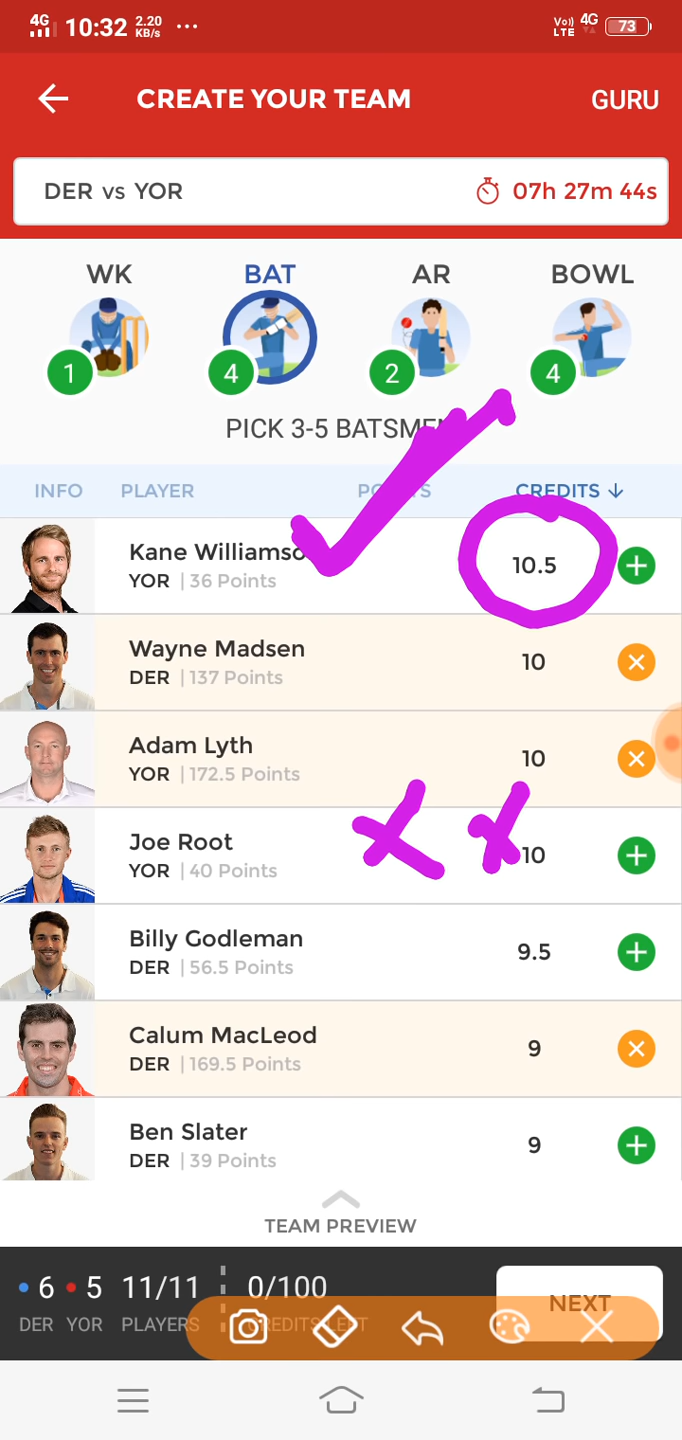 4G 10:32 2.20 KB/s ... Vo)) LTE 4G 73
CREATE YOUR TEAM GURU
DER vs YOR 07h 27m 44s
WK BAT AR BOWL
1 4 2 4
PICK 3-5 BATSMEN
INFO PLAYER POINTS CREDITS ↓
Kane Williamso 10.5
YOR | 36 Points
Wayne Madsen 10
DER | 137 Points
Adam Lyth 10
YOR | 172.5 Points
Joe Root 10
YOR | 40 Points
Billy Godleman 9.5
DER | 56.5 Points
Calum MacLeod 9
DER | 169.5 Points
Ben Slater 9
DER | 39 Points
TEAM PREVIEW
6 5 11/11 0/100 NEXT
DER YOR PLAYERS CREDITS LEFT